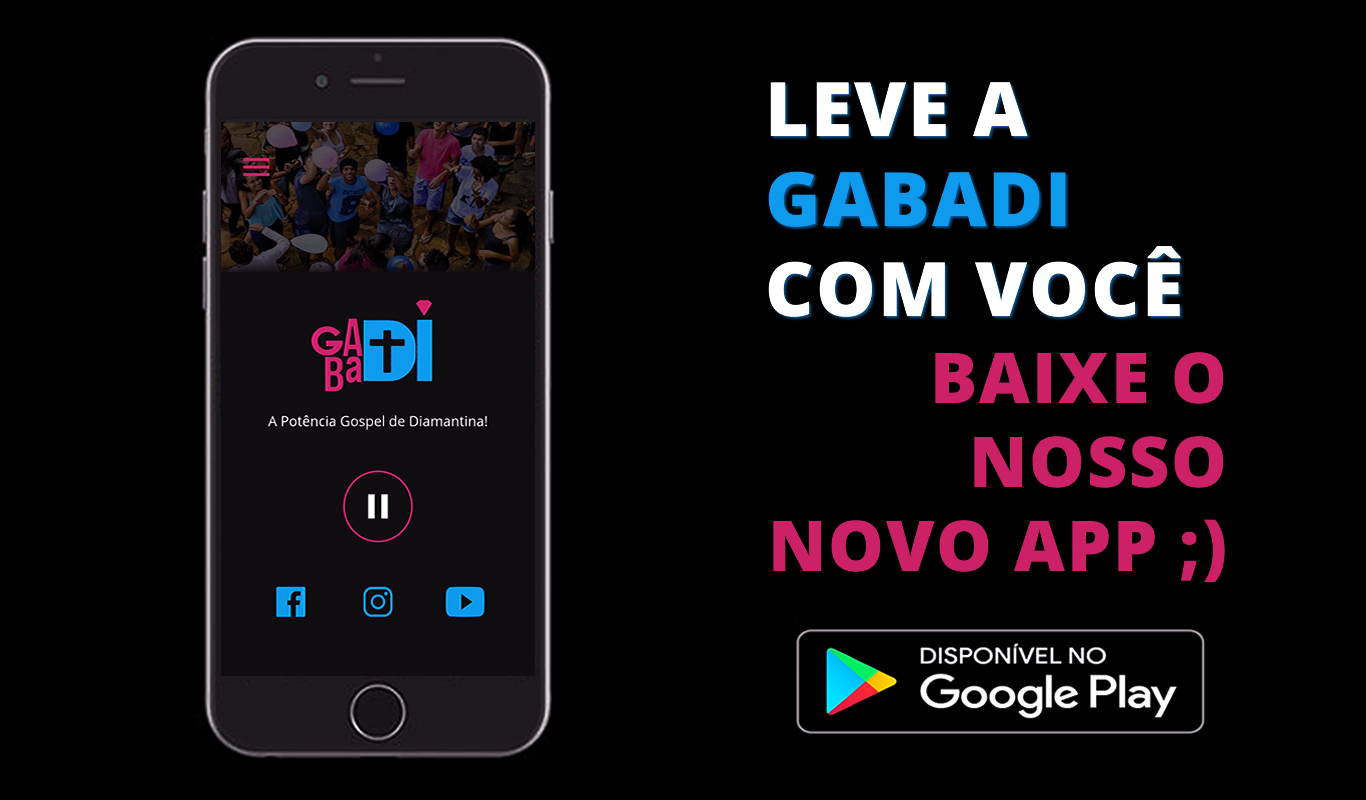 GA
Ba
Di
A Potência Gospel de Diamantina!
LEVE A
GABADI
COM VOCÊ
BAIXE O
NOSSO
NOVO APP ;)
DISPONÍVEL NO
Google Play